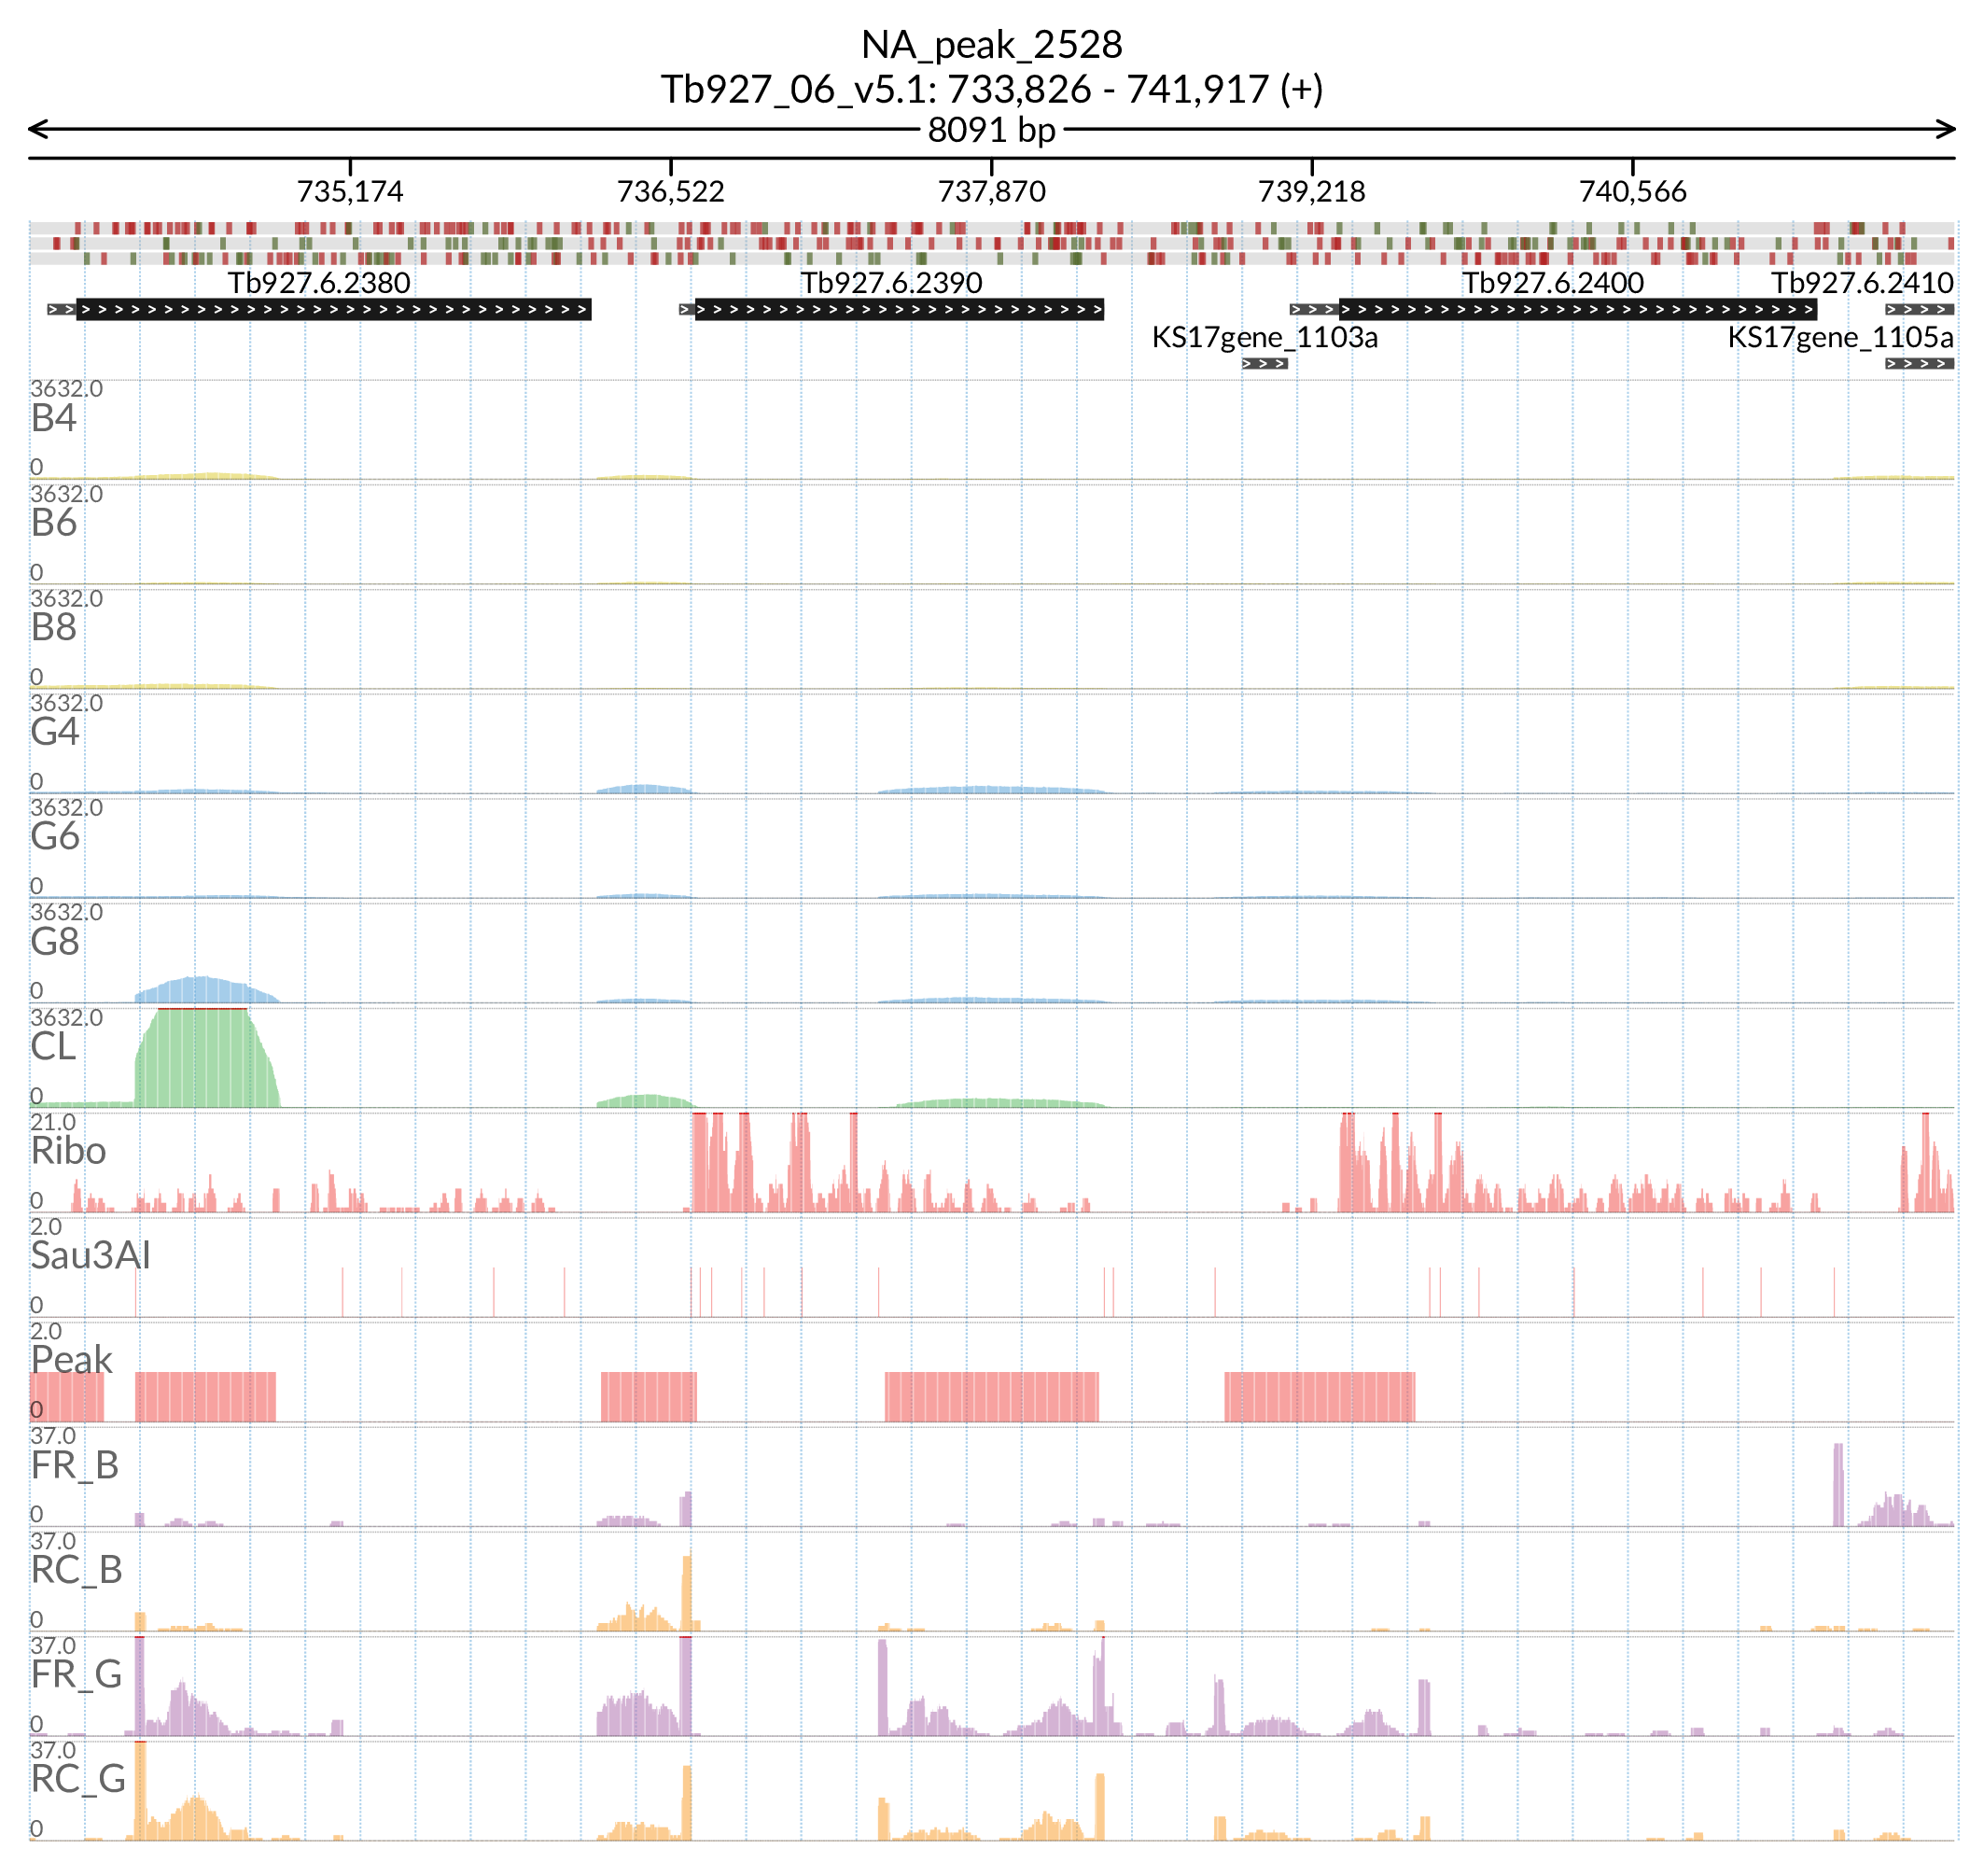 NA_peak_2528
Tb927_06_v5.1: 733,826 - 741,917 (+)
8091 bp
735,174 736,522 737,870 739,218 740,566
Tb927.6.2380 Tb927.6.2390 Tb927.6.2400 Tb927.6.2410
KS17gene_1103a KS17gene_1105a
3632.0
B4
0
3632.0
B6
0
3632.0
B8
0
3632.0
G4
0
3632.0
G6
0
3632.0
G8
0
3632.0
CL
0
21.0
Ribo
0
2.0
Sau3AI
0
2.0
Peak
0
37.0
FR_B
0
37.0
RC_B
0
37.0
FR_G
0
37.0
RC_G
0